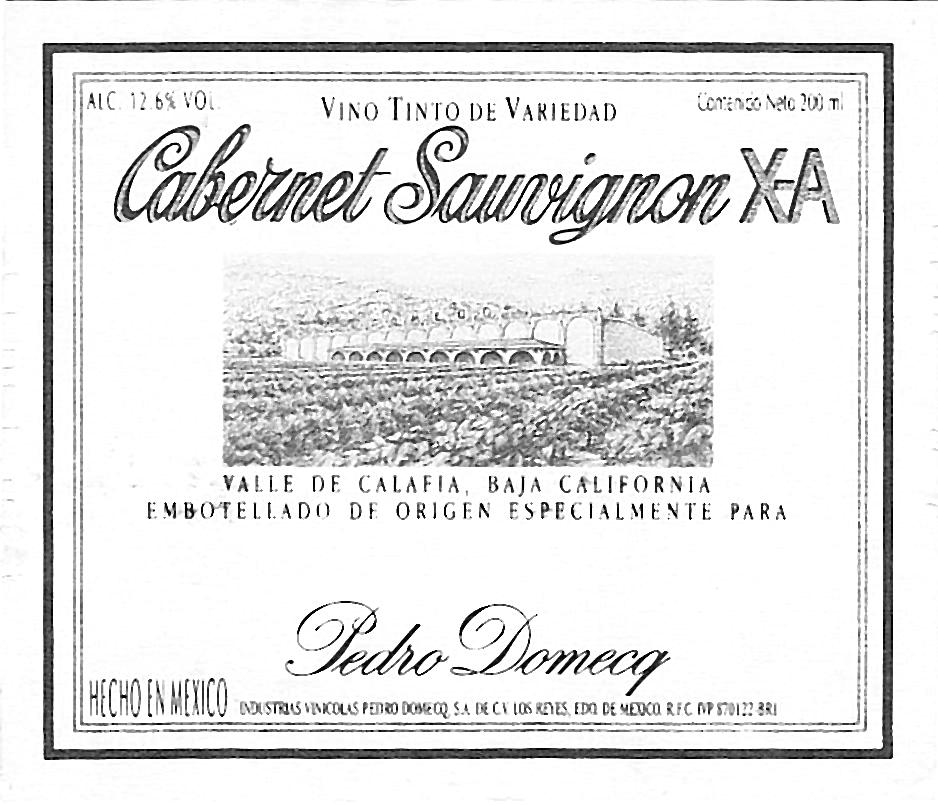 ALC. 12.6% VOL.
VINO TINTO DE VARIEDAD
Contenido Neto 200 ml
Cabernet Sauvignon X-A
VALLE DE CALAFIA, BAJA CALIFORNIA
EMBOTELLADO DE ORIGEN ESPECIALMENTE PARA
Pedro Domecq
HECHO EN MEXICO
INDUSTRIAS VINICOLAS PEDRO DOMECQ, S.A. DE C.V. LOS REYES, EDO. DE MEXICO. R.F.C. IVP 870122-8R1